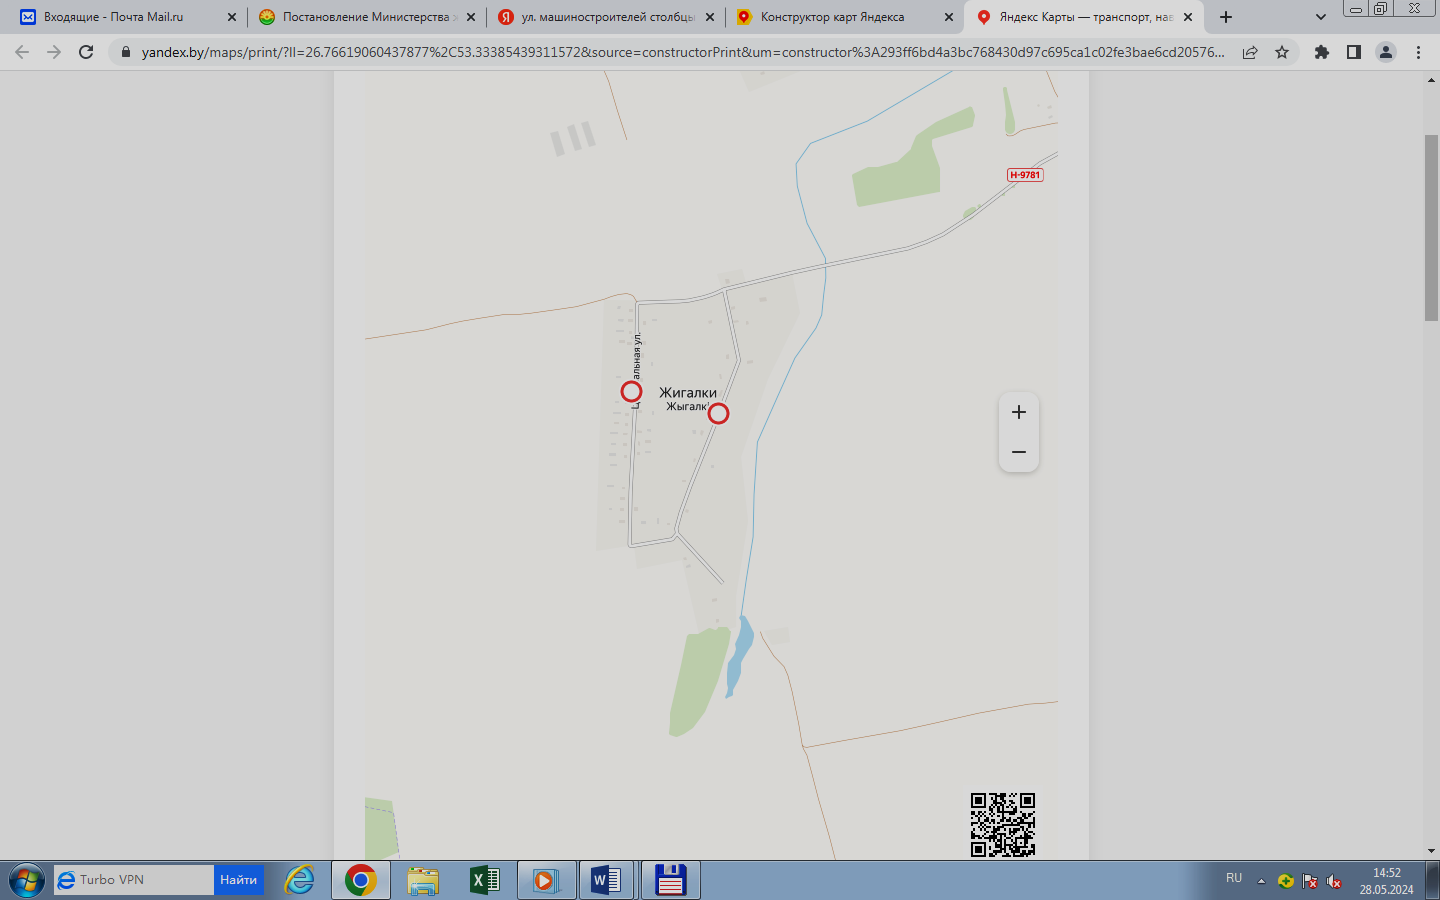 Входящие - Почта Mail.ru
Постановление Министерства
ул. машиностроителей столбцы
Конструктор карт Яндекса
Яндекс Карты — транспорт, нав
yandex.by/maps/print/?ll=26.76619060437877%2C53.33385439311572&source=constructorPrint&um=constructor%3A293ff6bd4a3bc768430d97c695ca1c02fe3bae6cd20576...
Н-9781
альная ул.
Жигалки
Жыгалк
+
−
Turbo VPN
Найти
RU
14:52
28.05.2024